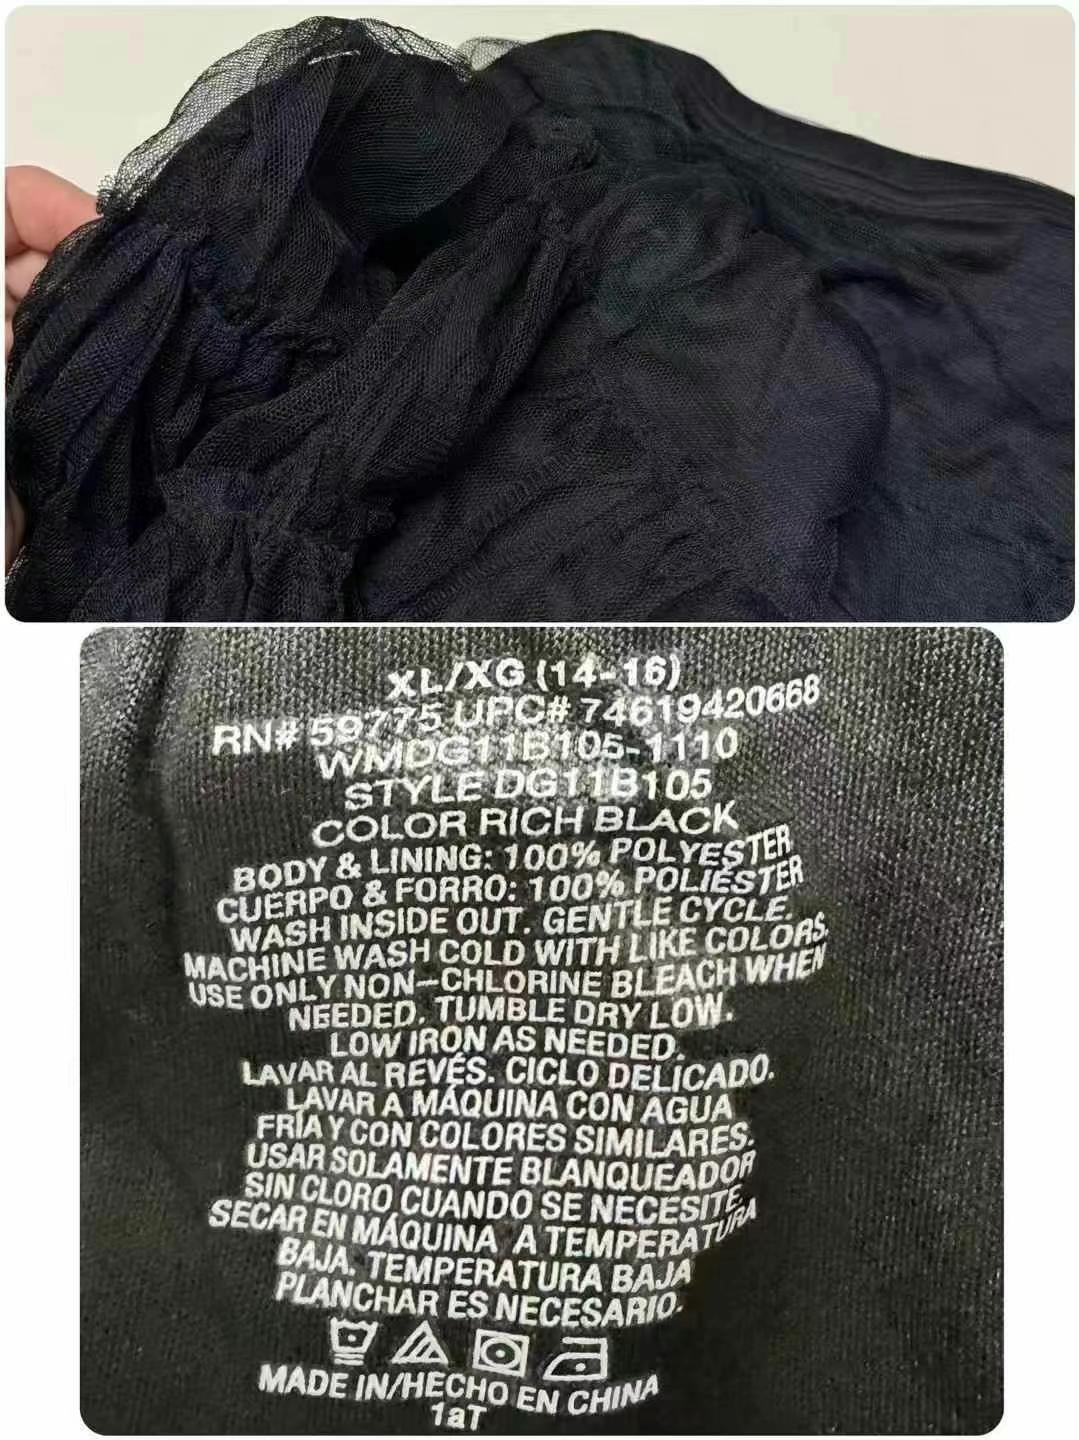 XL/XG (14-16)
RN# 59775 UPC# 74619420668
WMDG11B105-1110
STYLE DG11B105
COLOR RICH BLACK
BODY & LINING: 100% POLYESTER
CUERPO & FORRO: 100% POLIÉSTER
WASH INSIDE OUT. GENTLE CYCLE.
MACHINE WASH COLD WITH LIKE COLORS.
USE ONLY NON-CHLORINE BLEACH WHEN
NEEDED. TUMBLE DRY LOW.
LOW IRON AS NEEDED.
LAVAR AL REVÉS. CICLO DELICADO.
LAVAR A MÁQUINA CON AGUA
FRÍA Y CON COLORES SIMILARES.
USAR SOLAMENTE BLANQUEADOR
SIN CLORO CUANDO SE NECESITE.
SECAR EN MÁQUINA A TEMPERATURA
BAJA. TEMPERATURA BAJA
PLANCHAR ES NECESARIO.
MADE IN/HECHO EN CHINA
1aT